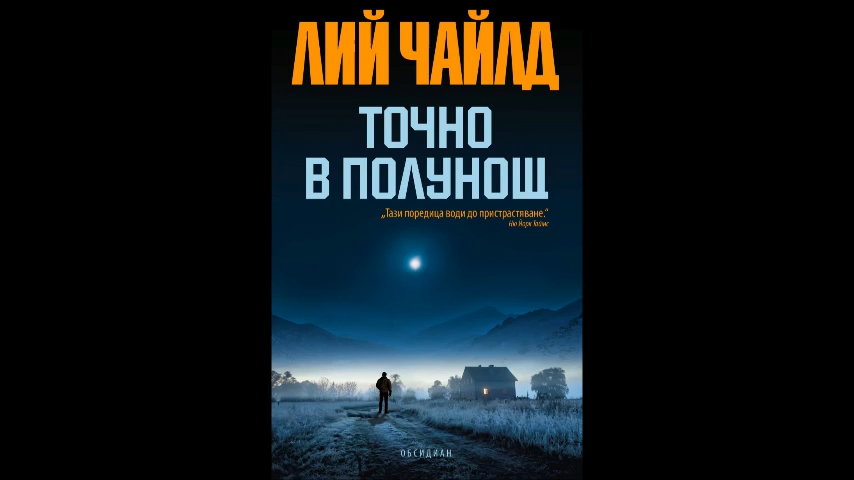 ЛИЙ ЧАЙЛД
ТОЧНО
В ПОЛУНОЩ
„Тази поредица води до пристрастяване.“
Ню Йорк Таймс
ОБСИДИАН